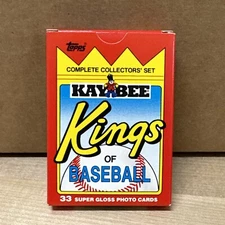 Topps
COMPLETE COLLECTORS' SET
KAY BEE
Kings
OF
BASEBALL
33 SUPER GLOSS PHOTO CARDS